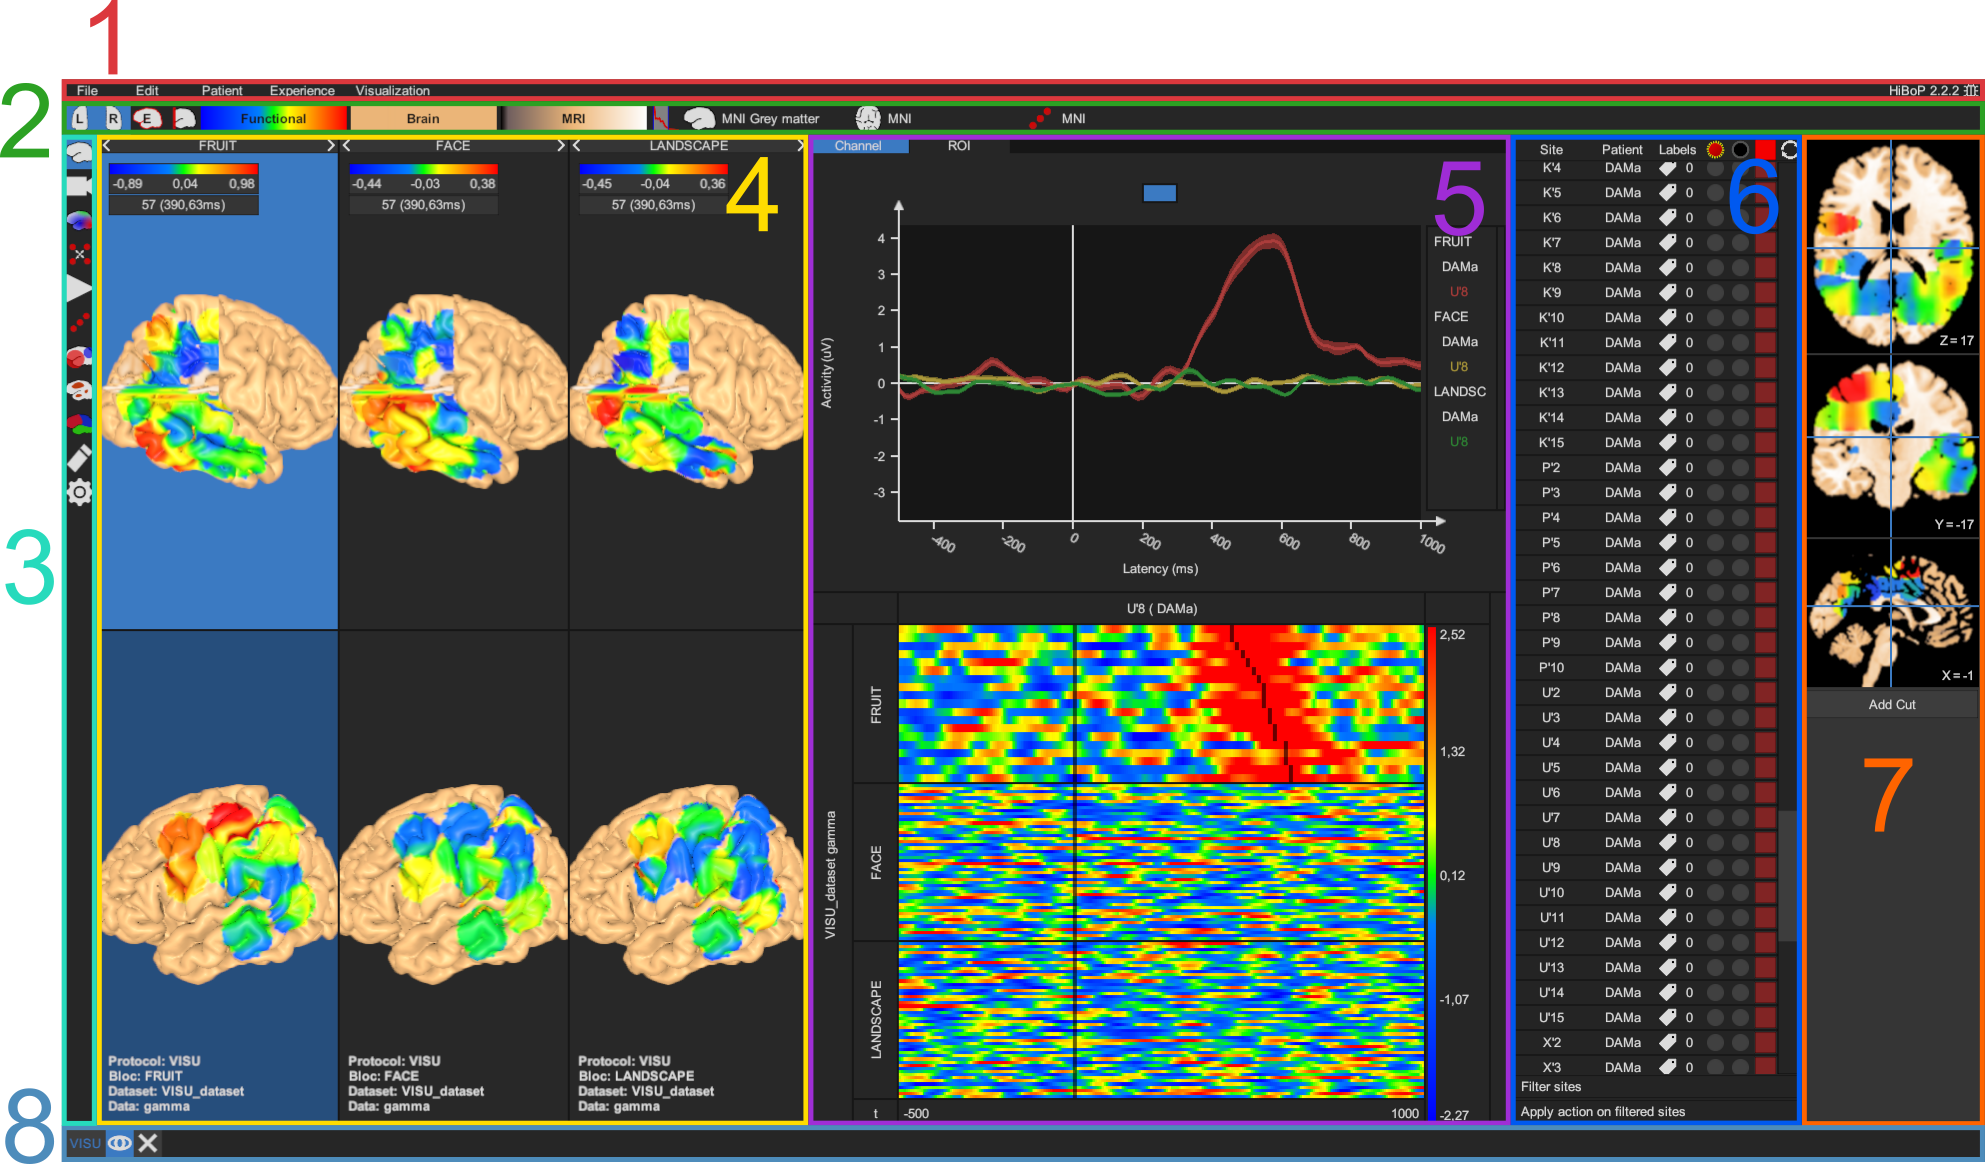 1
2
3
4
5
6
7
8
File Edit Patient Experience Visualization HiBoP 2.2.2
L R E Functional Brain MRI MNI Grey matter MNI MNI
FRUIT
-0,89 0,04 0,98
57 (390,63ms)
FACE
-0,44 -0,03 0,38
57 (390,63ms)
LANDSCAPE
-0,45 -0,04 0,36
57 (390,63ms)
Protocol: VISU
Bloc: FRUIT
Dataset: VISU_dataset
Data: gamma
Protocol: VISU
Bloc: FACE
Dataset: VISU_dataset
Data: gamma
Protocol: VISU
Bloc: LANDSCAPE
Dataset: VISU_dataset
Data: gamma
Channel ROI
Activity (uV)
4
3
2
1
0
-1
-2
-3
-400 -200 0 200 400 600 800 1000
Latency (ms)
FRUIT
DAMa
U'8
FACE
DAMa
U'8
LANDSC
DAMa
U'8
U'8 ( DAMa)
VISU_dataset gamma
FRUIT
FACE
LANDSCAPE
2,52
1,32
0,12
-1,07
-2,27
t -500 1000
Site Patient Labels
K'4 DAMa 0
K'5 DAMa 0
K'6 DAMa 0
K'7 DAMa 0
K'8 DAMa 0
K'9 DAMa 0
K'10 DAMa 0
K'11 DAMa 0
K'12 DAMa 0
K'13 DAMa 0
K'14 DAMa 0
K'15 DAMa 0
P'2 DAMa 0
P'3 DAMa 0
P'4 DAMa 0
P'5 DAMa 0
P'6 DAMa 0
P'7 DAMa 0
P'8 DAMa 0
P'9 DAMa 0
P'10 DAMa 0
U'2 DAMa 0
U'3 DAMa 0
U'4 DAMa 0
U'5 DAMa 0
U'6 DAMa 0
U'7 DAMa 0
U'8 DAMa 0
U'9 DAMa 0
U'10 DAMa 0
U'11 DAMa 0
U'12 DAMa 0
U'13 DAMa 0
U'14 DAMa 0
U'15 DAMa 0
X'2 DAMa 0
X'3 DAMa 0
Filter sites
Apply action on filtered sites
Z = 17
Y = -17
X = -1
Add Cut
VISU